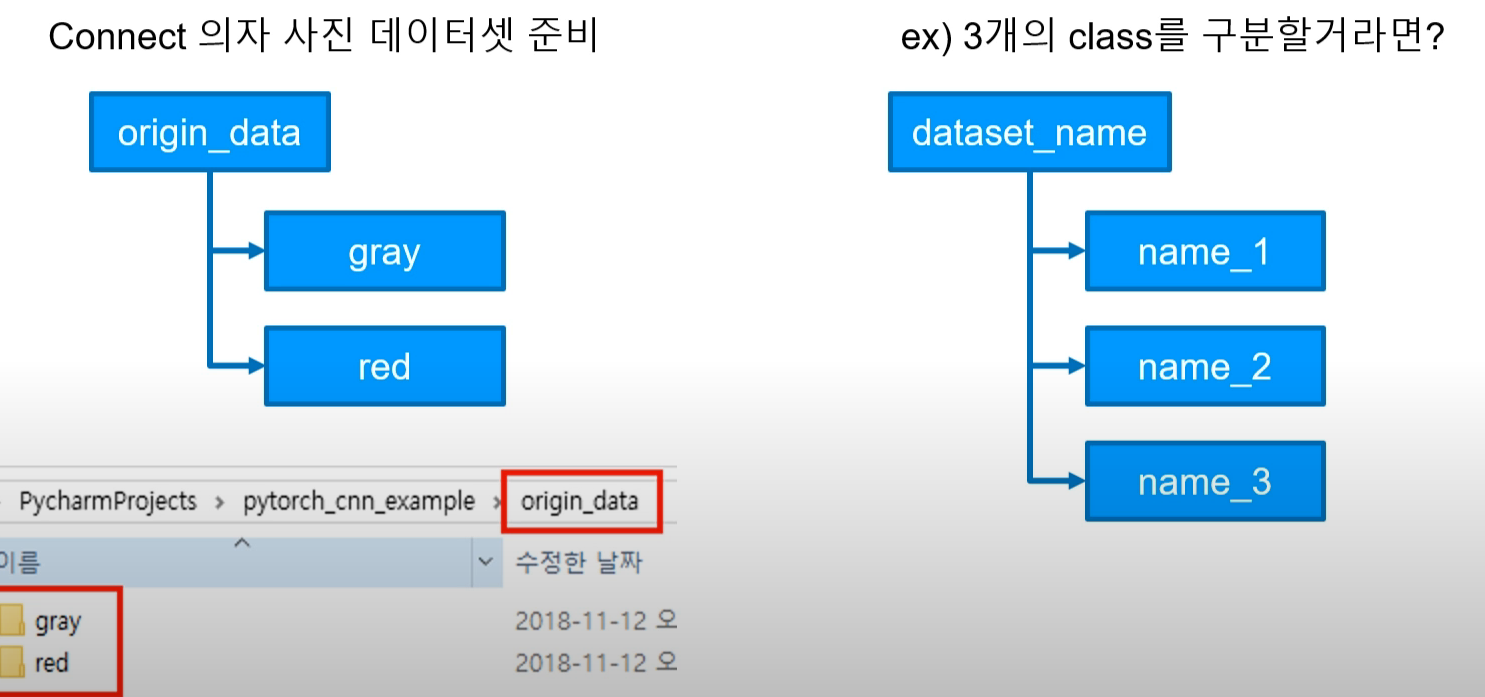 Connect 의자 사진 데이터셋 준비
origin_data
gray
red
PycharmProjects > pytorch_cnn_example > origin_data
이름
수정한 날짜
gray
2018-11-12 오
red
2018-11-12 오
ex) 3개의 class를 구분할거라면?
dataset_name
name_1
name_2
name_3